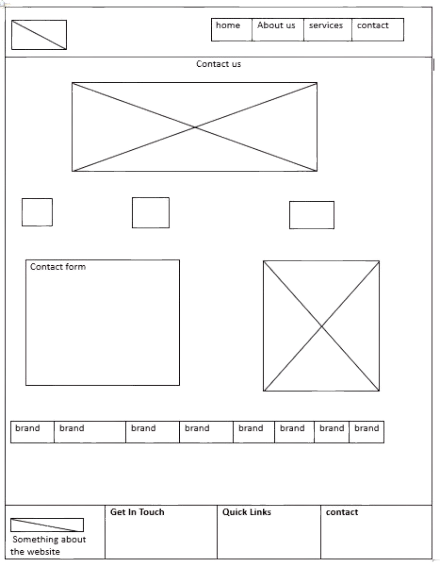 home About us services contact
Contact us
Contact form
brand brand brand brand brand brand brand brand
Get In Touch Quick Links contact
Something about
the website